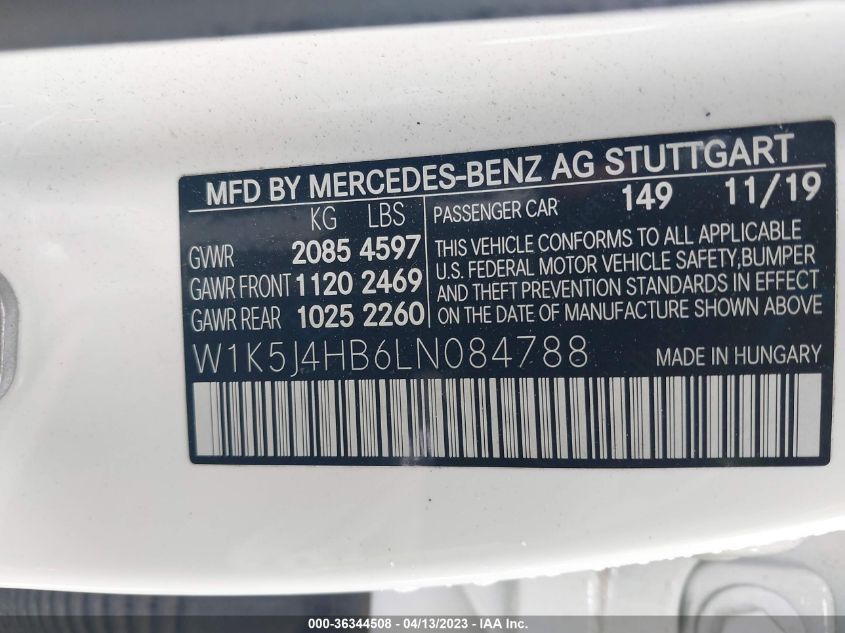 MFD BY MERCEDES-BENZ AG STUTTGART
KG LBS
GVWR 2085 4597
GAWR FRONT 1120 2469
GAWR REAR 1025 2260
PASSENGER CAR 149 11/19
THIS VEHICLE CONFORMS TO ALL APPLICABLE
U.S. FEDERAL MOTOR VEHICLE SAFETY,BUMPER
AND THEFT PREVENTION STANDARDS IN EFFECT
ON THE DATE OF MANUFACTURE SHOWN ABOVE
W1K5J4HB6LN084788 MADE IN HUNGARY
000-36344508 - 04/13/2023 - IAA Inc.